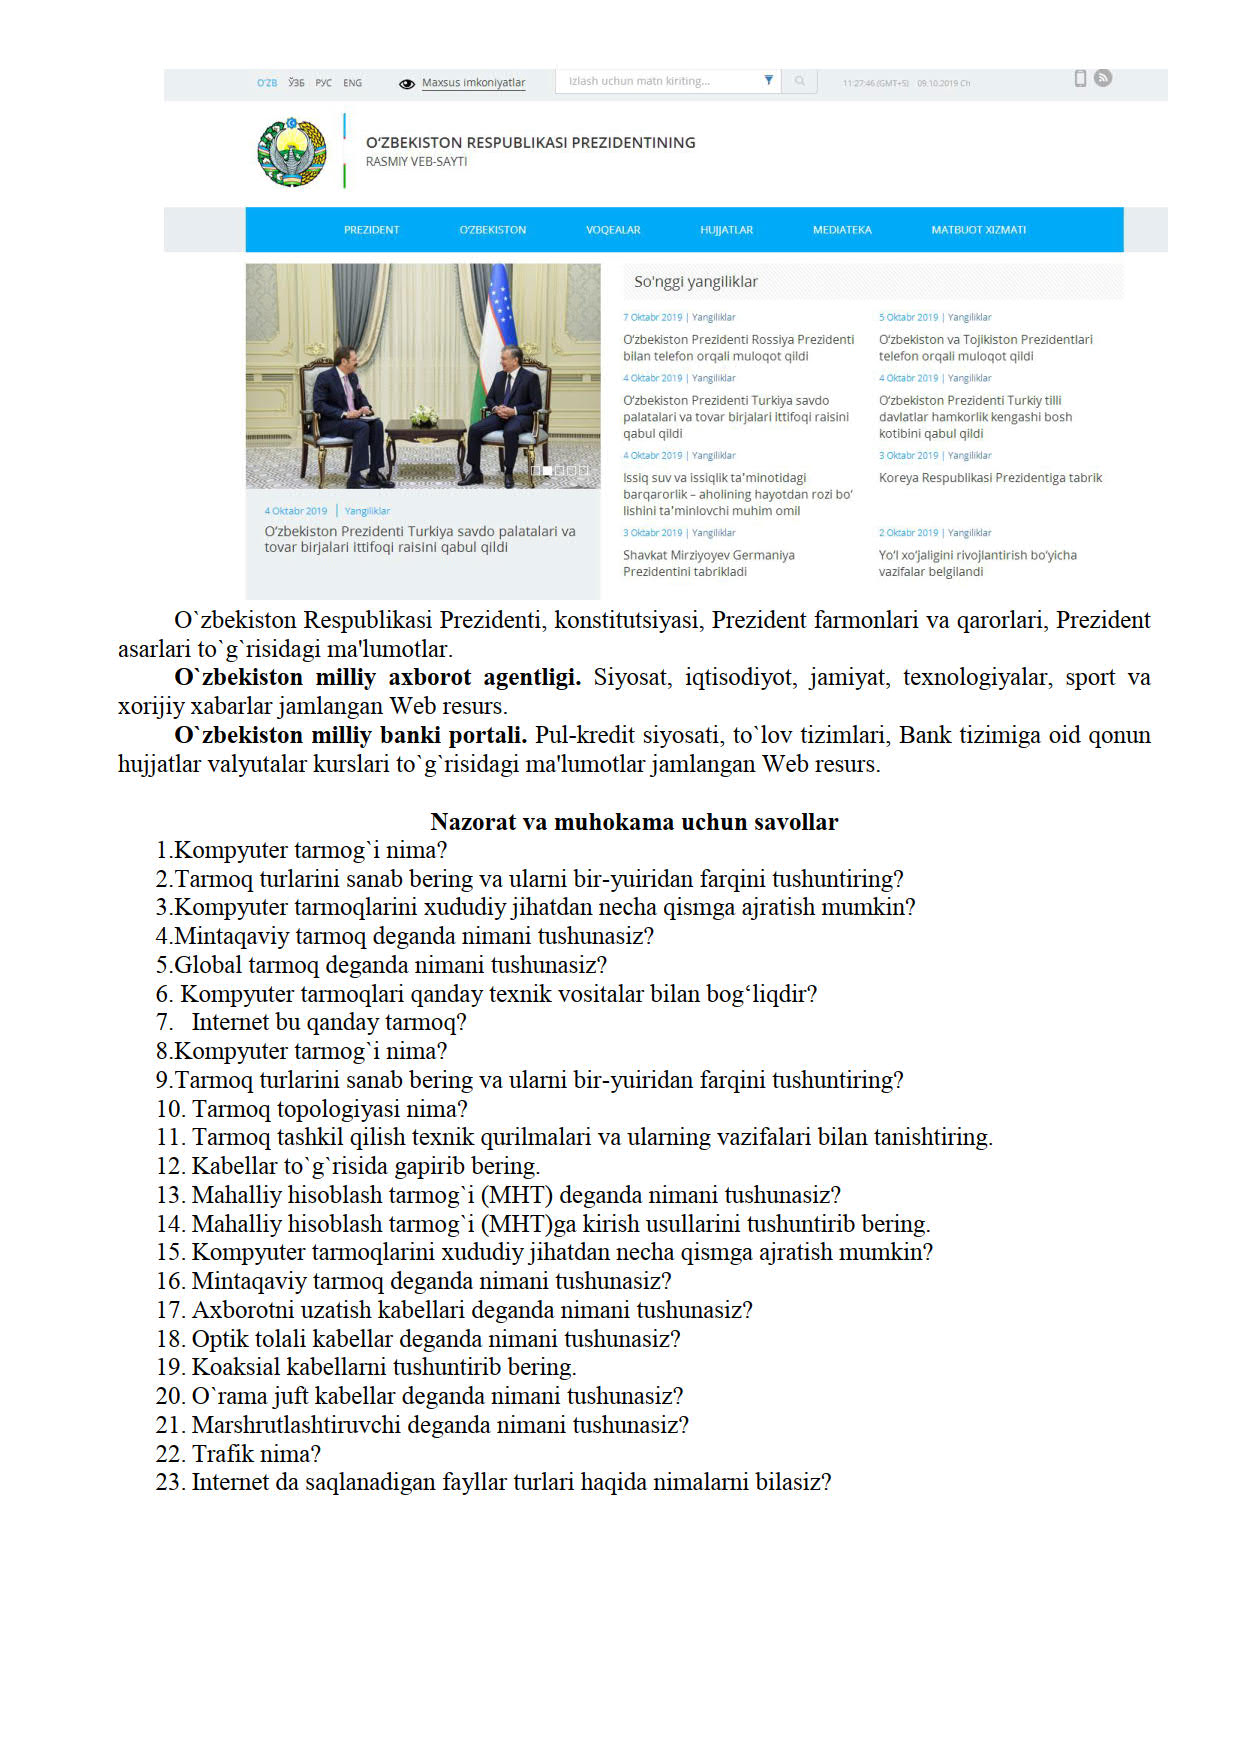 O'ZB ЎЗБ РУС ENG Maxsus imkoniyatlar Izlash uchun matn kiriting... 11:27:46 (GMT+5) 09.10.2019 Ch
O'ZBEKISTON RESPUBLIKASI PREZIDENTINING
RASMIY VEB-SAYTI
PREZIDENT O'ZBEKISTON VOQEALAR HUJJATLAR MEDIATEKA MATBUOT XIZMATI
4 Oktabr 2019 | Yangiliklar
O'zbekiston Prezidenti Turkiya savdo palatalari va
tovar birjalari ittifoqi raisini qabul qildi
So'nggi yangiliklar
7 Oktabr 2019 | Yangiliklar
O'zbekiston Prezidenti Rossiya Prezidenti
bilan telefon orqali muloqot qildi
5 Oktabr 2019 | Yangiliklar
O'zbekiston va Tojikiston Prezidentlari
telefon orqali muloqot qildi
4 Oktabr 2019 | Yangiliklar
O'zbekiston Prezidenti Turkiya savdo
palatalari va tovar birjalari ittifoqi raisini
qabul qildi
4 Oktabr 2019 | Yangiliklar
O'zbekiston Prezidenti Turkiy tilli
davlatlar hamkorlik kengashi bosh
kotibini qabul qildi
4 Oktabr 2019 | Yangiliklar
Issiq suv va issiqlik ta'minotidagi
barqarorlik – aholining hayotdan rozi bo'
lishini ta'minlovchi muhim omil
3 Oktabr 2019 | Yangiliklar
Koreya Respublikasi Prezidentiga tabrik
3 Oktabr 2019 | Yangiliklar
Shavkat Mirziyoyev Germaniya
Prezidentini tabrikladi
2 Oktabr 2019 | Yangiliklar
Yo'l xo'jaligini rivojlantirish bo'yicha
vazifalar belgilandi
O`zbekiston Respublikasi Prezidenti, konstitutsiyasi, Prezident farmonlari va qarorlari, Prezident
asarlari to`g`risidagi ma'lumotlar.
O`zbekiston milliy axborot agentligi. Siyosat, iqtisodiyot, jamiyat, texnologiyalar, sport va
xorijiy xabarlar jamlangan Web resurs.
O`zbekiston milliy banki portali. Pul-kredit siyosati, to`lov tizimlari, Bank tizimiga oid qonun
hujjatlar valyutalar kurslari to`g`risidagi ma'lumotlar jamlangan Web resurs.
Nazorat va muhokama uchun savollar
1.Kompyuter tarmog`i nima?
2.Tarmoq turlarini sanab bering va ularni bir-yuiridan farqini tushuntiring?
3.Kompyuter tarmoqlarini xududiy jihatdan necha qismga ajratish mumkin?
4.Mintaqaviy tarmoq deganda nimani tushunasiz?
5.Global tarmoq deganda nimani tushunasiz?
6. Kompyuter tarmoqlari qanday texnik vositalar bilan bog‘liqdir?
7. Internet bu qanday tarmoq?
8.Kompyuter tarmog`i nima?
9.Tarmoq turlarini sanab bering va ularni bir-yuiridan farqini tushuntiring?
10. Tarmoq topologiyasi nima?
11. Tarmoq tashkil qilish texnik qurilmalari va ularning vazifalari bilan tanishtiring.
12. Kabellar to`g`risida gapirib bering.
13. Mahalliy hisoblash tarmog`i (MHT) deganda nimani tushunasiz?
14. Mahalliy hisoblash tarmog`i (MHT)ga kirish usullarini tushuntirib bering.
15. Kompyuter tarmoqlarini xududiy jihatdan necha qismga ajratish mumkin?
16. Mintaqaviy tarmoq deganda nimani tushunasiz?
17. Axborotni uzatish kabellari deganda nimani tushunasiz?
18. Optik tolali kabellar deganda nimani tushunasiz?
19. Koaksial kabellarni tushuntirib bering.
20. O`rama juft kabellar deganda nimani tushunasiz?
21. Marshrutlashtiruvchi deganda nimani tushunasiz?
22. Trafik nima?
23. Internet da saqlanadigan fayllar turlari haqida nimalarni bilasiz?